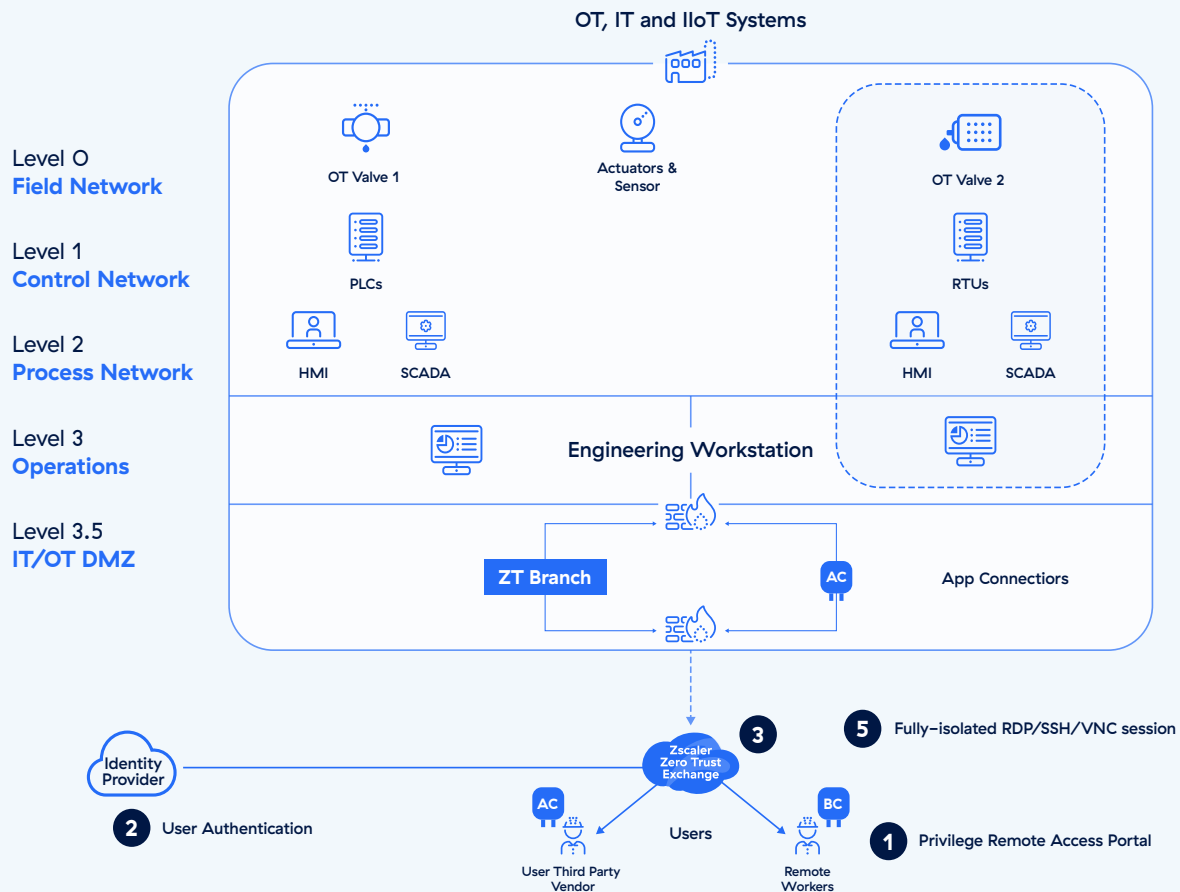 OT, IT and IIoT Systems
Level 0
Field Network
OT Valve 1
Actuators &
Sensor
OT Valve 2
Level 1
Control Network
PLCs
RTUs
Level 2
Process Network
HMI
SCADA
HMI
SCADA
Level 3
Operations
Engineering Workstation
Level 3.5
IT/OT DMZ
ZT Branch
AC
App Connectiors
Identity
Provider
Zscaler
Zero Trust
Exchange
3
5
Fully-isolated RDP/SSH/VNC session
2
User Authentication
AC
User Third Party
Vendor
Users
BC
Remote
Workers
1
Privilege Remote Access Portal